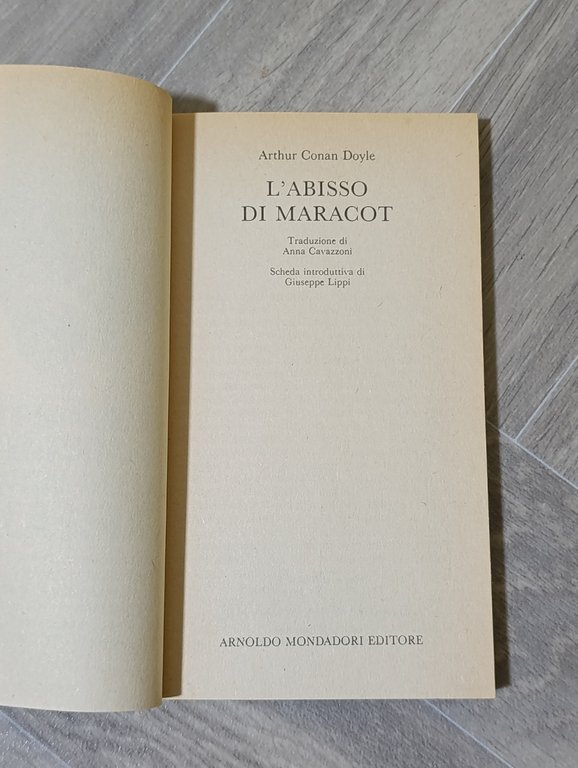 Arthur Conan Doyle
L'ABISSO
DI MARACOT
Traduzione di
Anna Cavazzoni
Scheda introduttiva di
Giuseppe Lippi
ARNOLDO MONDADORI EDITORE